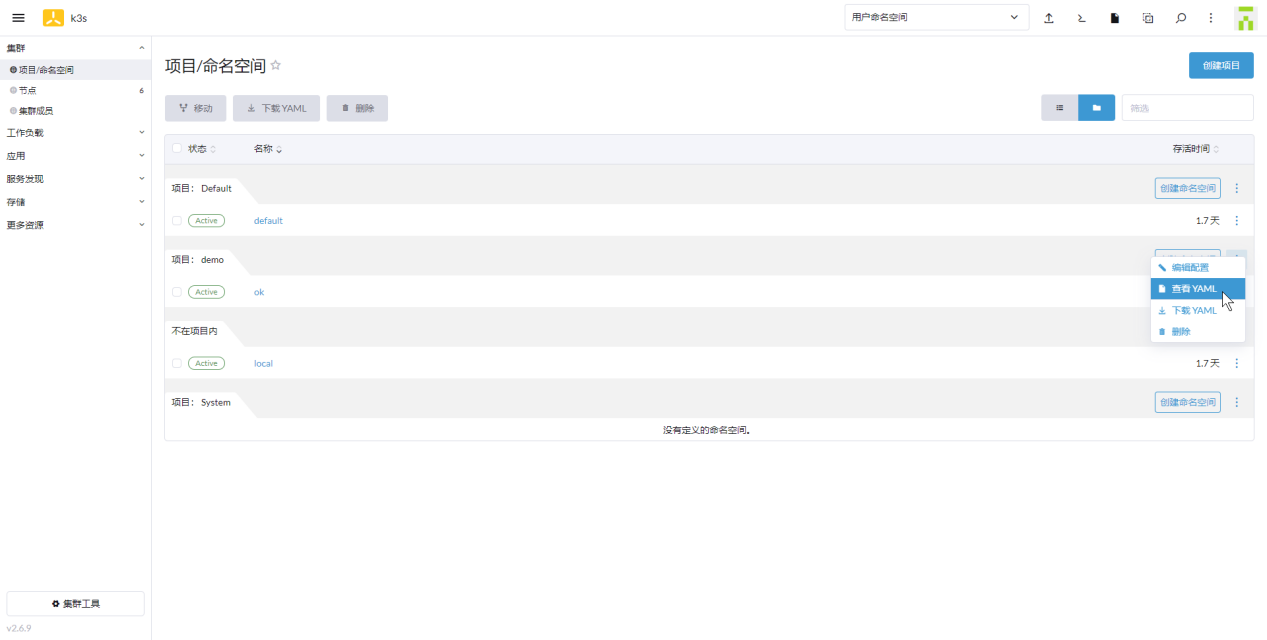 k3s
用户命名空间
集群
项目/命名空间
节点 6
集群成员
工作负载
应用
服务发现
存储
更多资源
集群工具
v2.6.9
项目/命名空间
创建项目
移动
下载 YAML
删除
筛选
状态 名称 存活时间
项目: Default 创建命名空间
Active default 1.7 天
项目: demo
Active ok
编辑配置
查看 YAML
下载 YAML
删除
不在项目内
Active local 1.7 天
项目: System 创建命名空间
没有定义的命名空间。